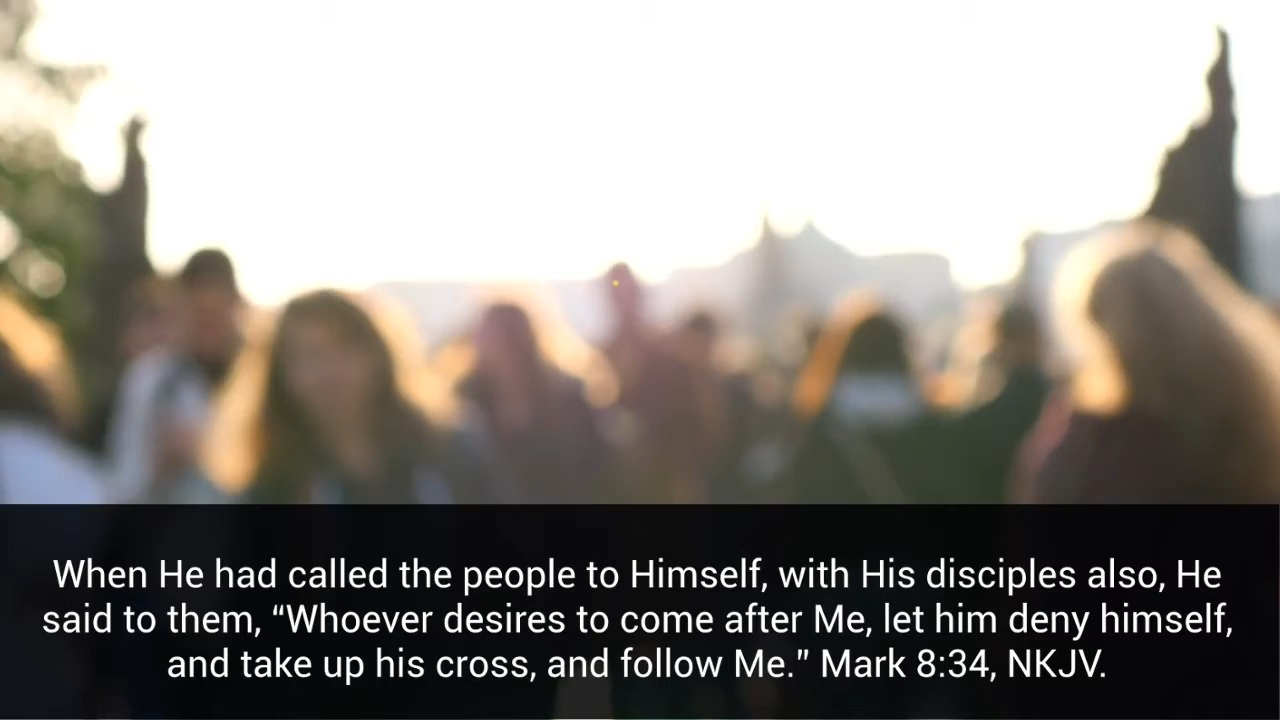 When He had called the people to Himself, with His disciples also, He
said to them, “Whoever desires to come after Me, let him deny himself,
and take up his cross, and follow Me.” Mark 8:34, NKJV.